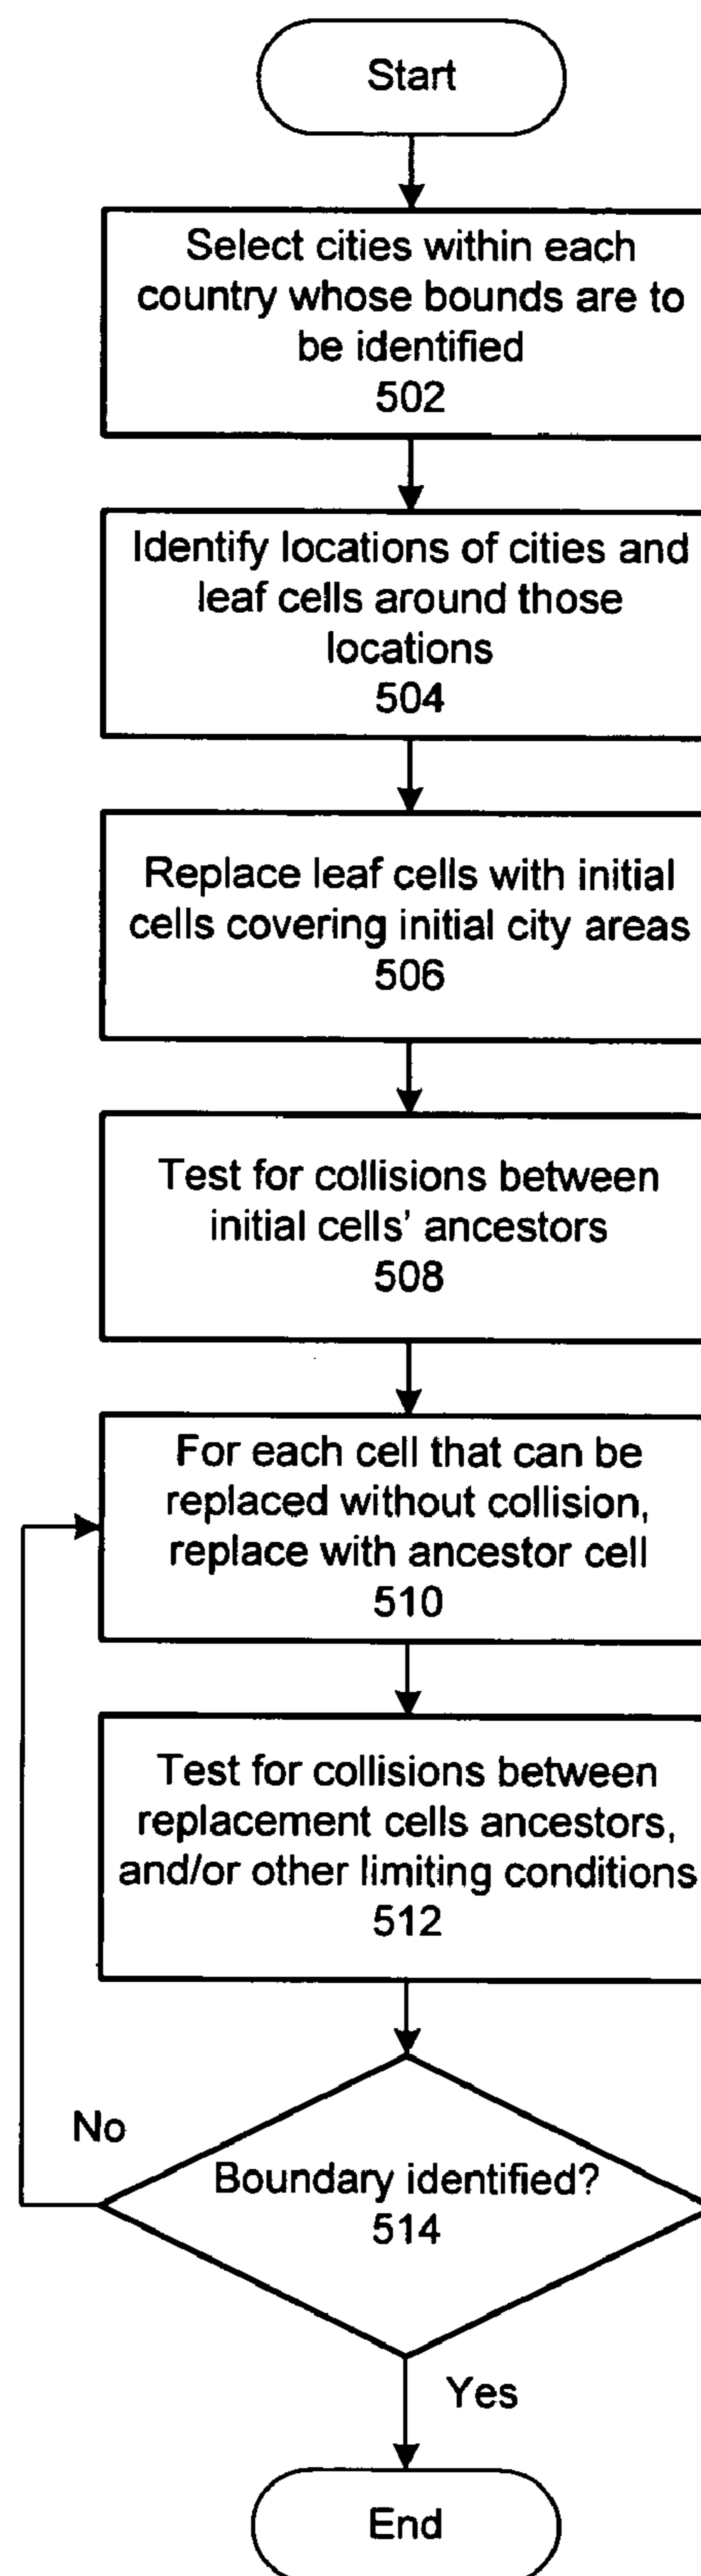 Start
Select cities within each
country whose bounds are to
be identified
502
Identify locations of cities and
leaf cells around those
locations
504
Replace leaf cells with initial
cells covering initial city areas
506
Test for collisions between
initial cells' ancestors
508
For each cell that can be
replaced without collision,
replace with ancestor cell
510
Test for collisions between
replacement cells ancestors,
and/or other limiting conditions
512
No
Boundary identified?
514
Yes
End